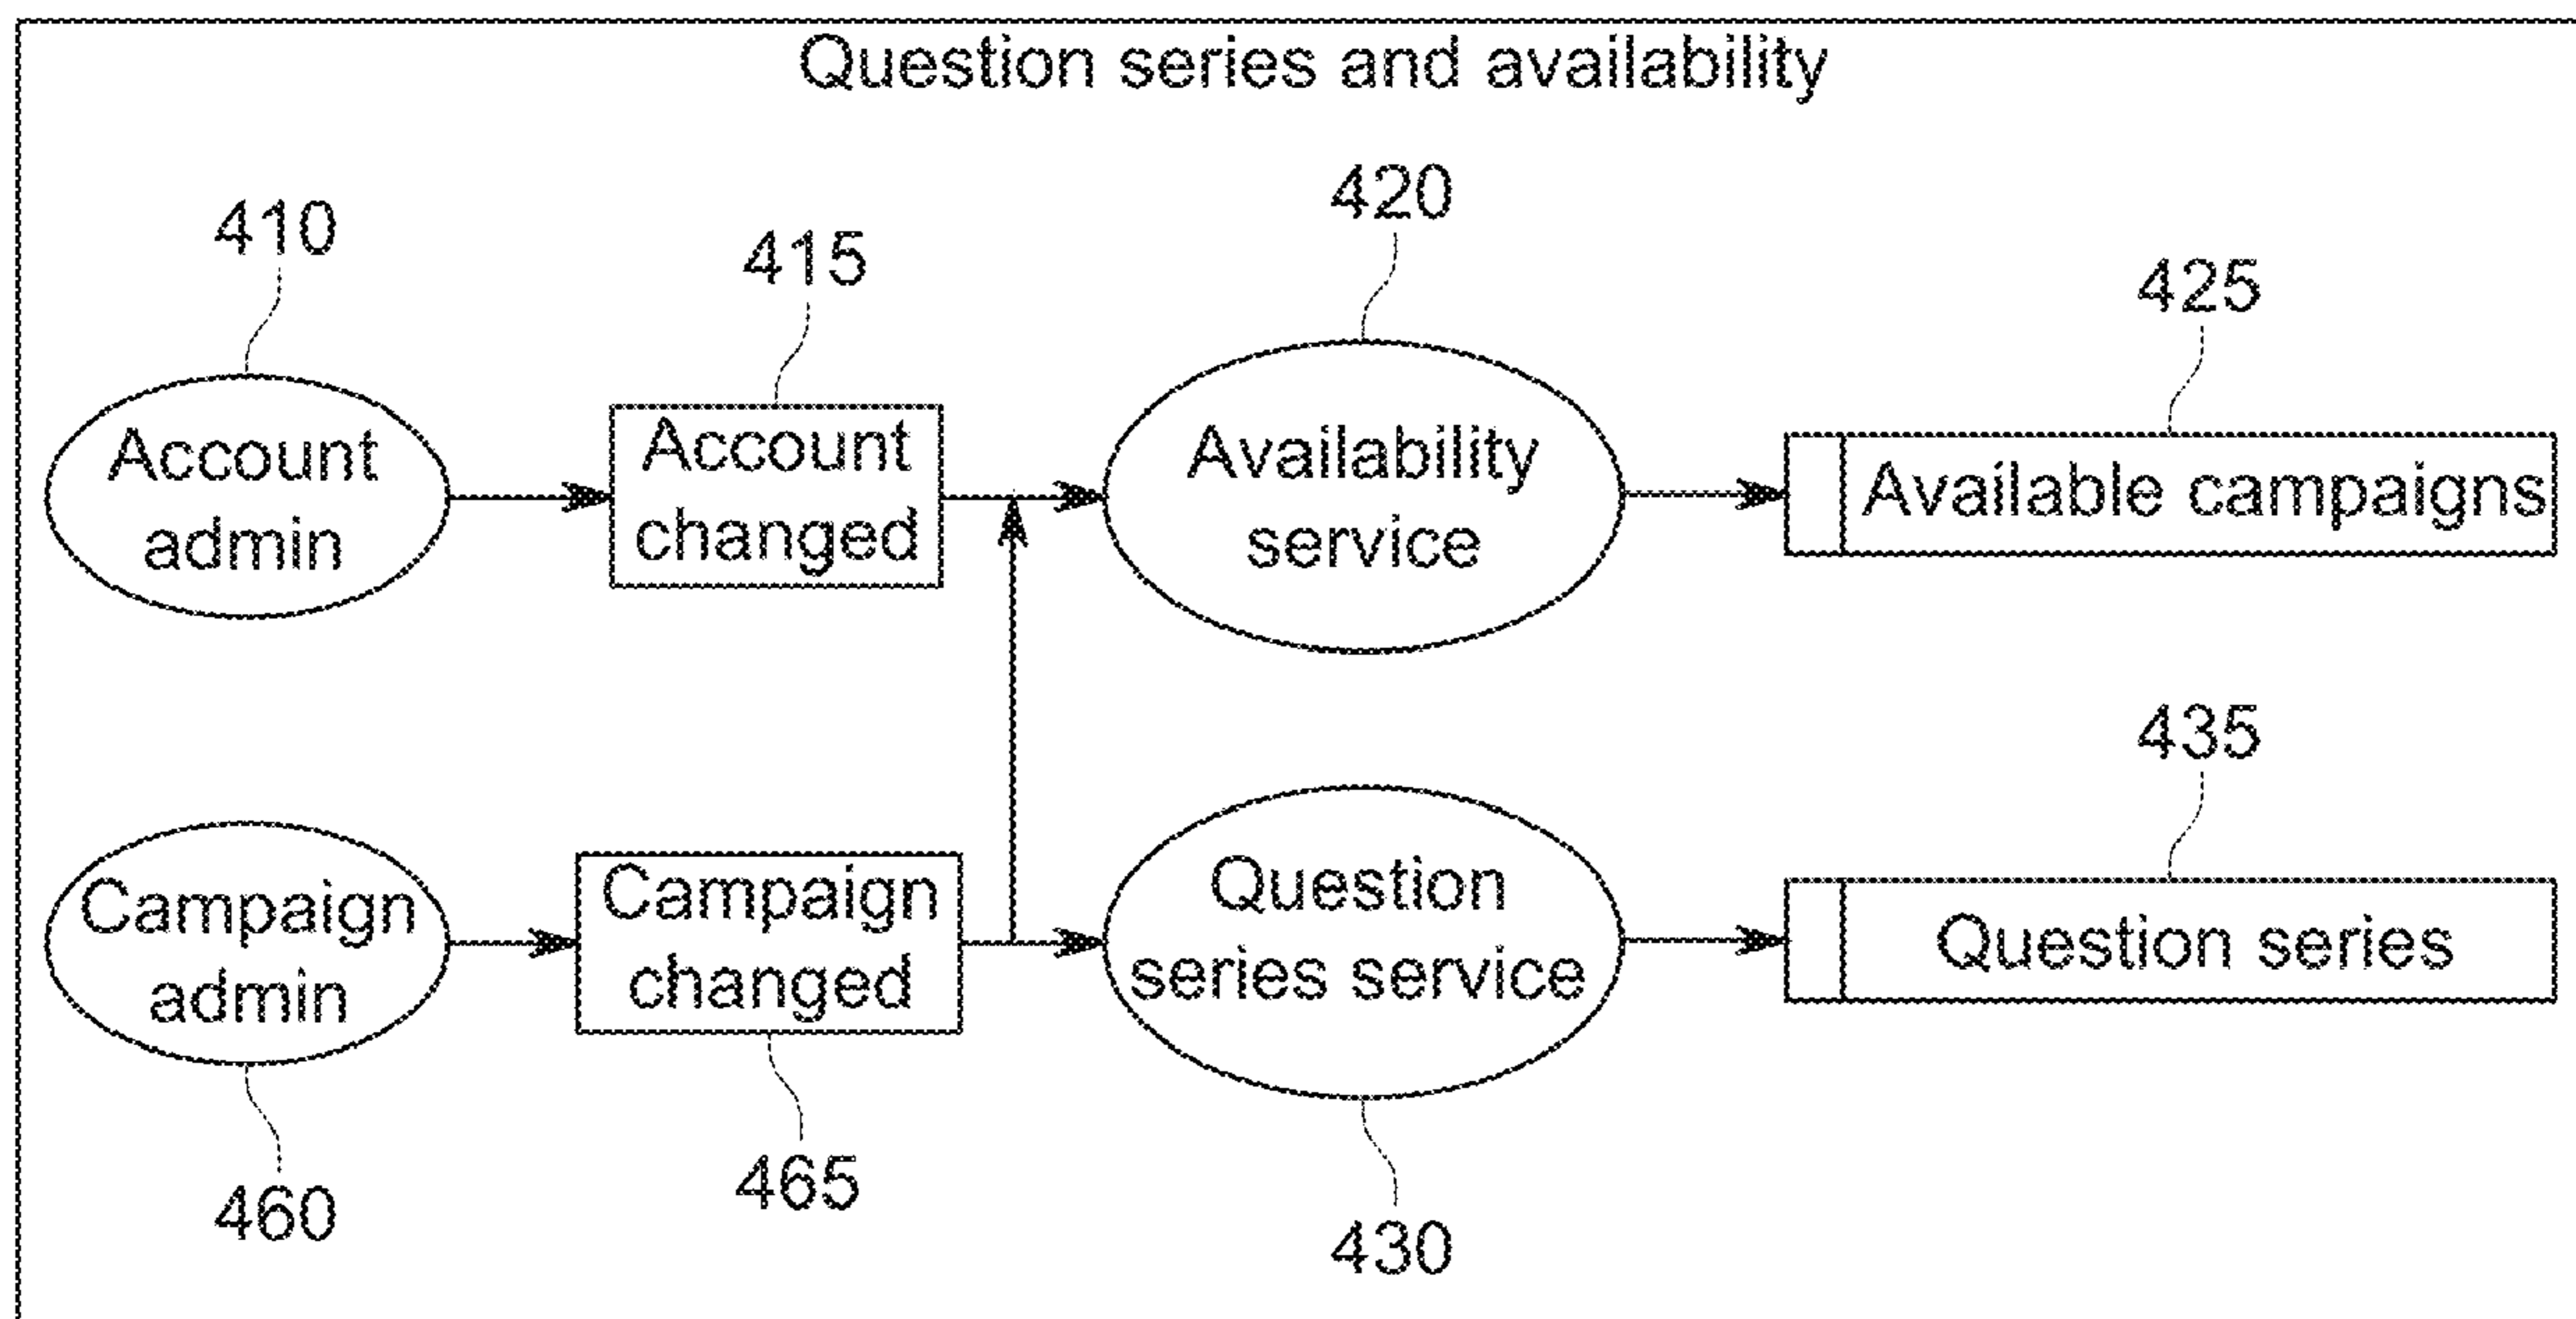 Question series and availability
410
415
420
425
Account
admin
Account
changed
Availability
service
Available campaigns
435
Campaign
admin
Campaign
changed
Question
series service
Question series
460
465
430